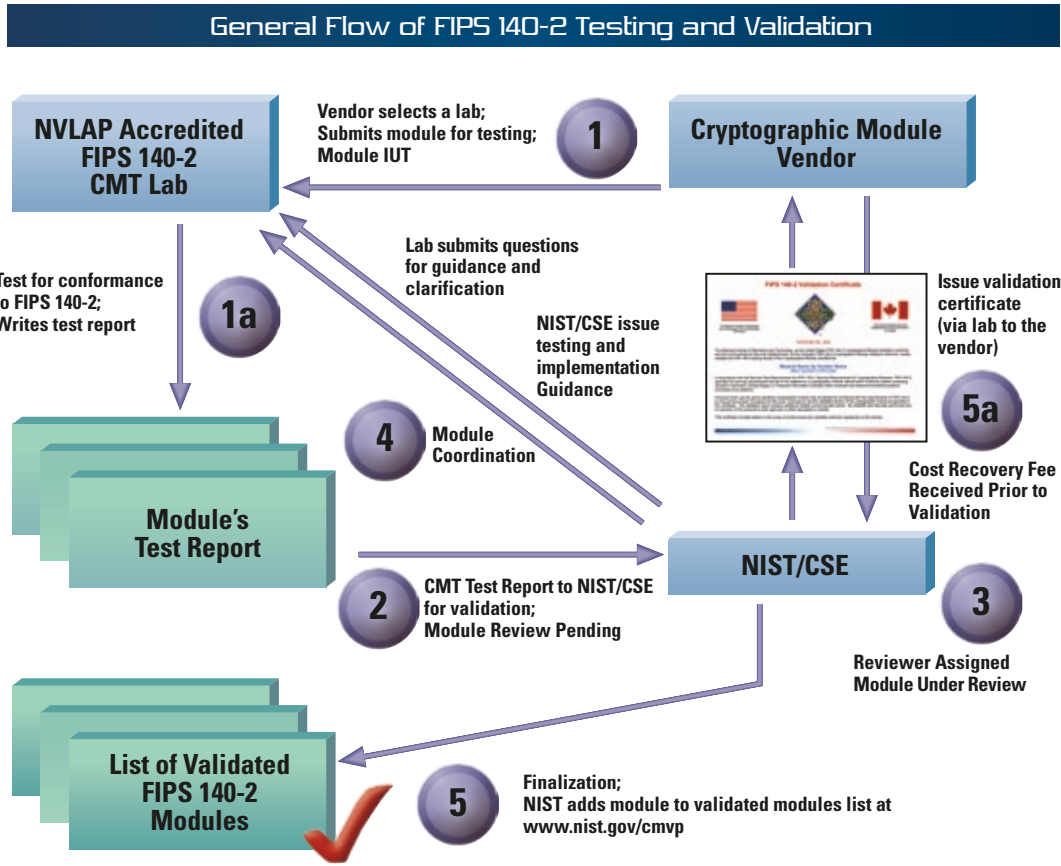 General Flow of FIPS 140-2 Testing and Validation
NVLAP Accredited
FIPS 140-2
CMT Lab
Vendor selects a lab;
Submits module for testing;
Module IUT
1
Cryptographic Module
Vendor
Test for conformance
to FIPS 140-2;
Writes test report
1a
Lab submits questions
for guidance and
clarification
NIST/CSE issue
testing and
implementation
Guidance
FIPS 140-2 Validation Certificate
Issue validation
certificate
(via lab to the
vendor)
5a
Cost Recovery Fee
Received Prior to
Validation
4
Module
Coordination
Module's
Test Report
2
CMT Test Report to NIST/CSE
for validation;
Module Review Pending
NIST/CSE
3
Reviewer Assigned
Module Under Review
List of Validated
FIPS 140-2
Modules
5
Finalization;
NIST adds module to validated modules list at
www.nist.gov/cmvp